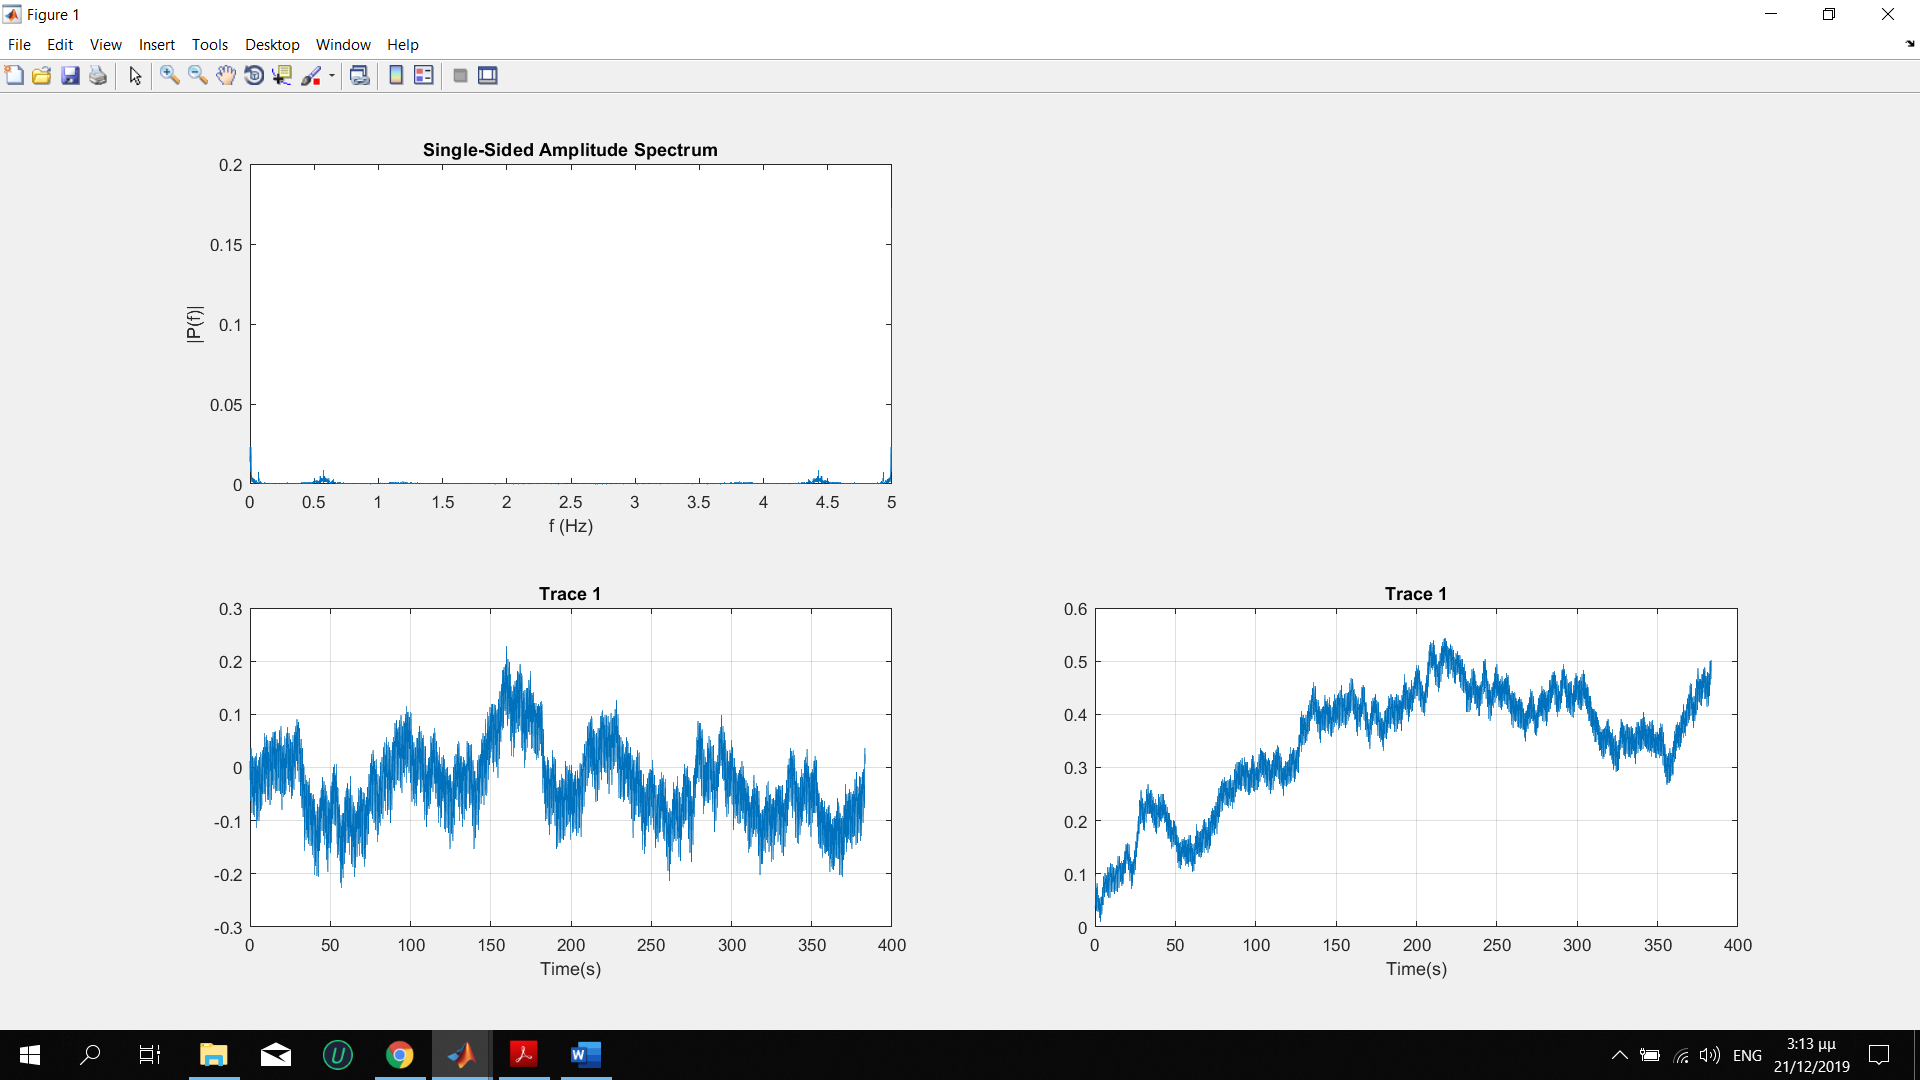 Figure 1
File Edit View Insert Tools Desktop Window Help
Single-Sided Amplitude Spectrum
0.2
0.15
0.1
0.05
0
|P(f)|
0 0.5 1 1.5 2 2.5 3 3.5 4 4.5 5
f (Hz)
Trace 1
0.3
0.2
0.1
0
-0.1
-0.2
-0.3
0 50 100 150 200 250 300 350 400
Time(s)
Trace 1
0.6
0.5
0.4
0.3
0.2
0.1
0
0 50 100 150 200 250 300 350 400
Time(s)
ENG
3:13 μμ
21/12/2019